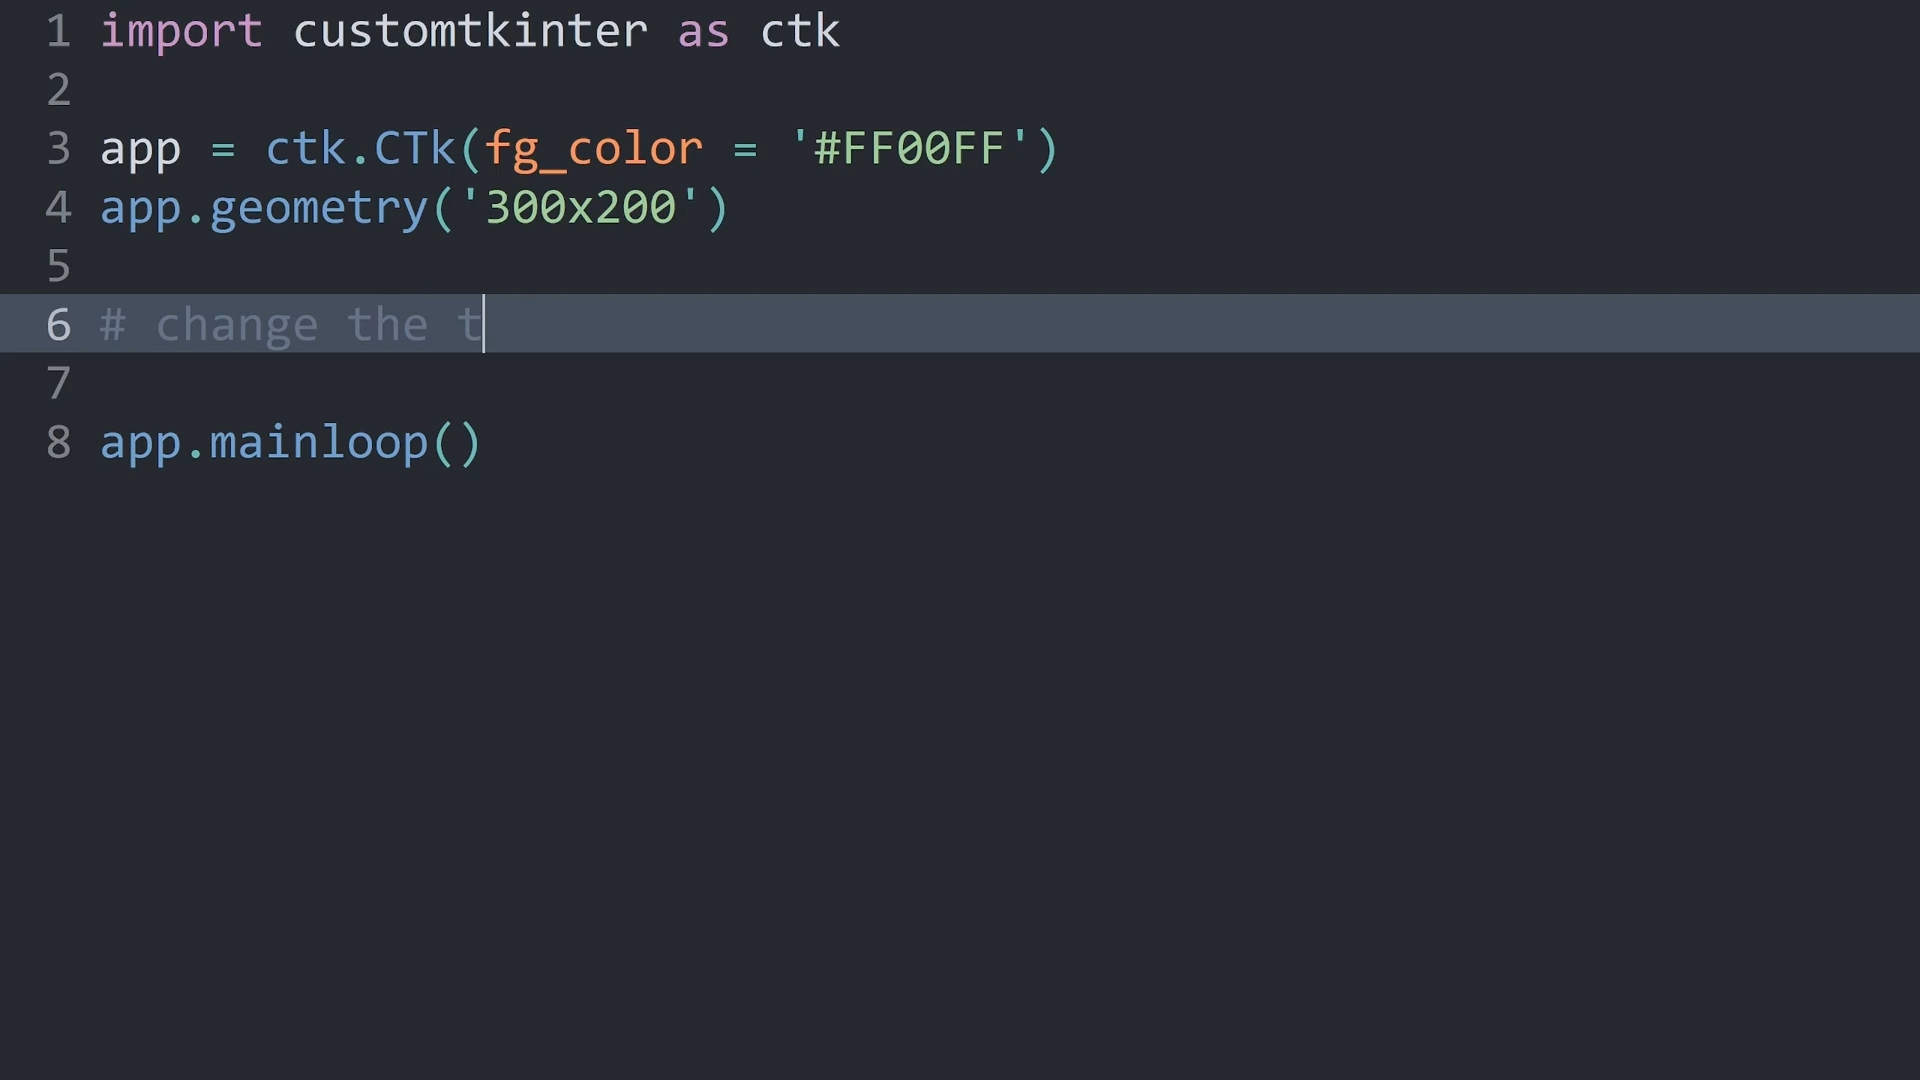 1 import customtkinter as ctk
2
3 app = ctk.CTk(fg_color = '#FF00FF')
4 app.geometry('300x200')
5
6 # change the t
7
8 app.mainloop()